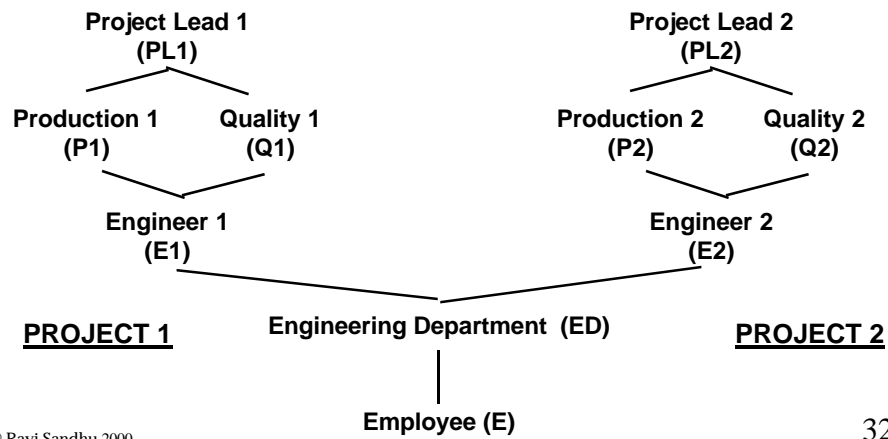 Project Lead 1
(PL1)
Project Lead 2
(PL2)
Production 1
(P1)
Quality 1
(Q1)
Production 2
(P2)
Quality 2
(Q2)
Engineer 1
(E1)
Engineer 2
(E2)
PROJECT 1
Engineering Department (ED)
PROJECT 2
Employee (E)
Ravi Sandhu 2000
32